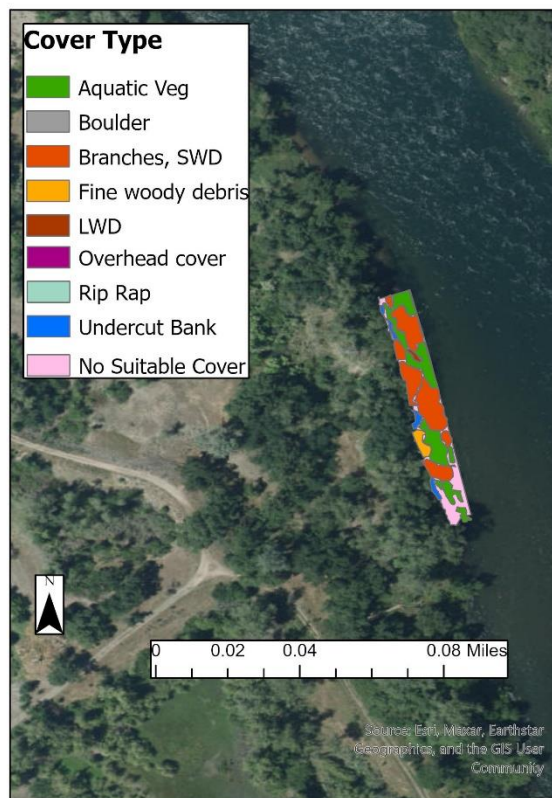 Cover Type
Aquatic Veg
Boulder
Branches, SWD
Fine woody debris
LWD
Overhead cover
Rip Rap
Undercut Bank
No Suitable Cover
N
0 0.02 0.04 0.08 Miles
Source: Esri, Maxar, Earthstar
Geographics, and the GIS User
Community